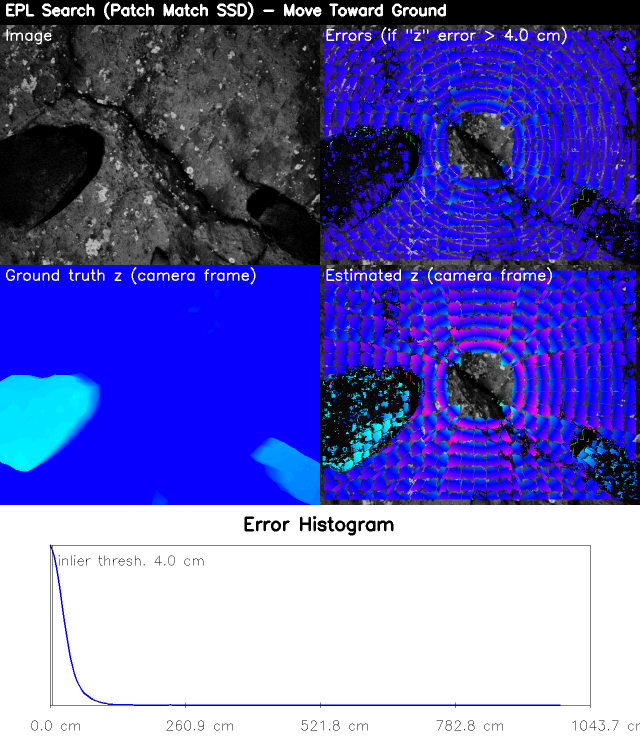 EPL Search (Patch Match SSD) – Move Toward Ground
Image
Errors (if "z" error > 4.0 cm)
Ground truth z (camera frame)
Estimated z (camera frame)
Error Histogram
inlier thresh. 4.0 cm
0.0 cm
260.9 cm
521.8 cm
782.8 cm
1043.7 cr